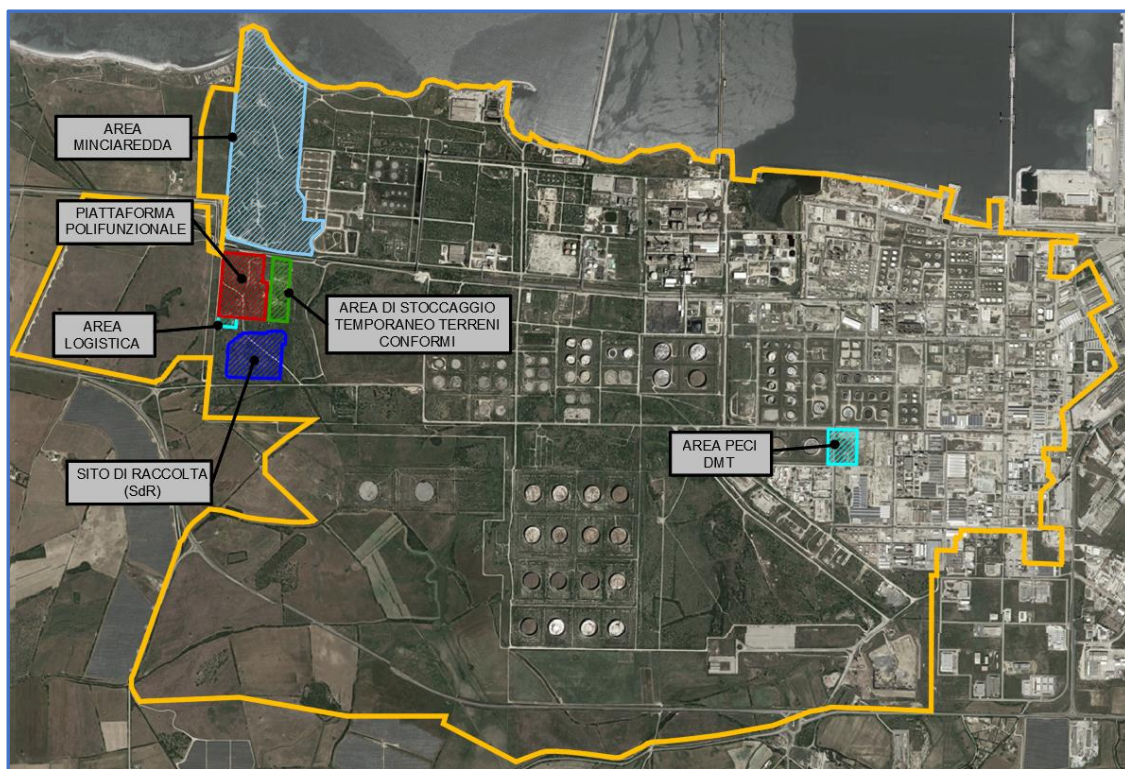 AREA
MINCIAREDDA
PIATTAFORMA
POLIFUNZIONALE
AREA
LOGISTICA
AREA DI STOCCAGGIO
TEMPORANEO TERRENI
CONFORMI
SITO DI RACCOLTA
(SdR)
AREA PECI
DMT